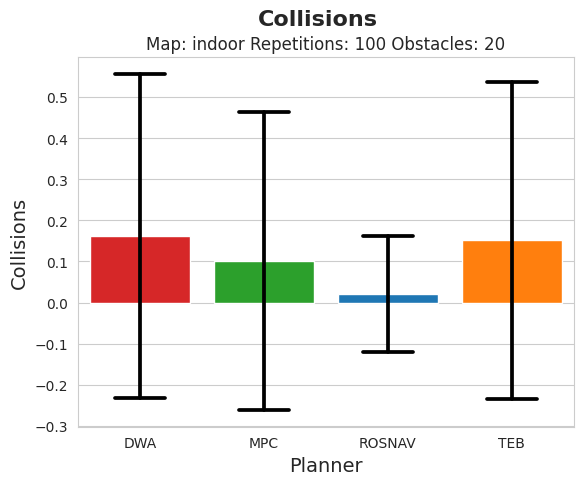 Collisions
Map: indoor Repetitions: 100 Obstacles: 20
Collisions
0.5
0.4
0.3
0.2
0.1
0.0
−0.1
−0.2
−0.3
DWA MPC ROSNAV TEB
Planner